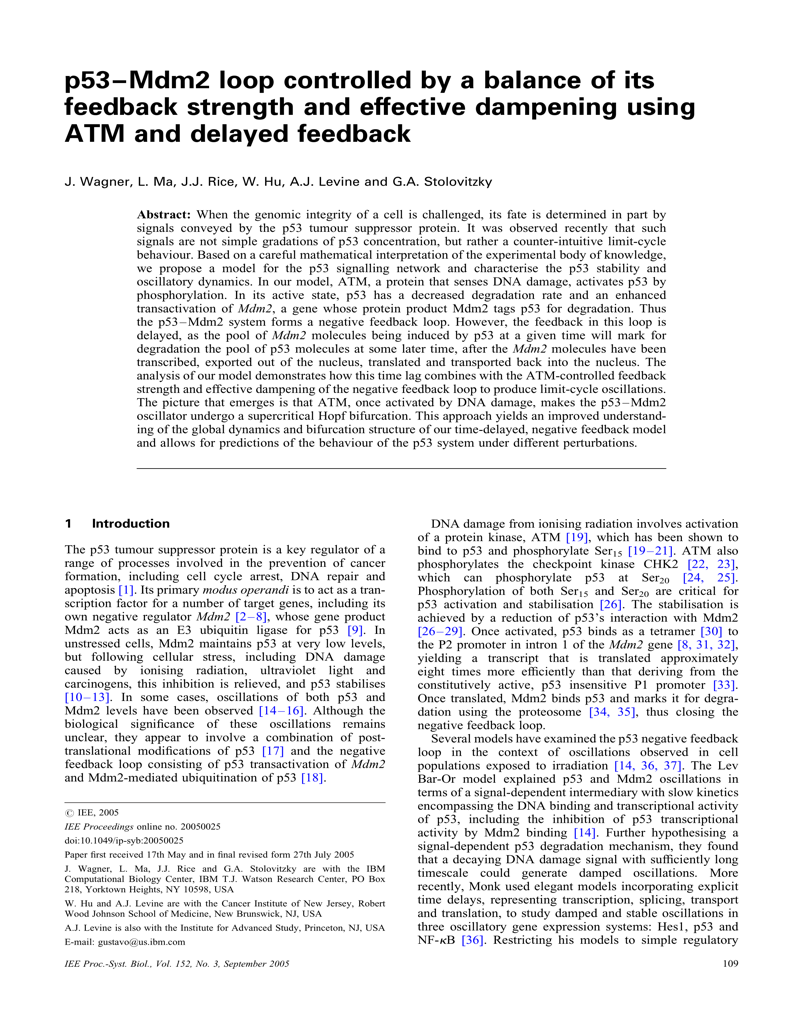 p53–Mdm2 loop controlled by a balance of its
feedback strength and effective dampening using
ATM and delayed feedback
J. Wagner, L. Ma, J.J. Rice, W. Hu, A.J. Levine and G.A. Stolovitzky
Abstract: When the genomic integrity of a cell is challenged, its fate is determined in part by
signals conveyed by the p53 tumour suppressor protein. It was observed recently that such
signals are not simple gradations of p53 concentration, but rather a counter-intuitive limit-cycle
behaviour. Based on a careful mathematical interpretation of the experimental body of knowledge,
we propose a model for the p53 signalling network and characterise the p53 stability and
oscillatory dynamics. In our model, ATM, a protein that senses DNA damage, activates p53 by
phosphorylation. In its active state, p53 has a decreased degradation rate and an enhanced
transactivation of Mdm2, a gene whose protein product Mdm2 tags p53 for degradation. Thus
the p53–Mdm2 system forms a negative feedback loop. However, the feedback in this loop is
delayed, as the pool of Mdm2 molecules being induced by p53 at a given time will mark for
degradation the pool of p53 molecules at some later time, after the Mdm2 molecules have been
transcribed, exported out of the nucleus, translated and transported back into the nucleus. The
analysis of our model demonstrates how this time lag combines with the ATM-controlled feedback
strength and effective dampening of the negative feedback loop to produce limit-cycle oscillations.
The picture that emerges is that ATM, once activated by DNA damage, makes the p53–Mdm2
oscillator undergo a supercritical Hopf bifurcation. This approach yields an improved understand-
ing of the global dynamics and bifurcation structure of our time-delayed, negative feedback model
and allows for predictions of the behaviour of the p53 system under different perturbations.
1 Introduction
The p53 tumour suppressor protein is a key regulator of a
range of processes involved in the prevention of cancer
formation, including cell cycle arrest, DNA repair and
apoptosis [1]. Its primary modus operandi is to act as a tran-
scription factor for a number of target genes, including its
own negative regulator Mdm2 [2–8], whose gene product
Mdm2 acts as an E3 ubiquitin ligase for p53 [9]. In
unstressed cells, Mdm2 maintains p53 at very low levels,
but following cellular stress, including DNA damage
caused by ionising radiation, ultraviolet light and
carcinogens, this inhibition is relieved, and p53 stabilises
[10–13]. In some cases, oscillations of both p53 and
Mdm2 levels have been observed [14–16]. Although the
biological significance of these oscillations remains
unclear, they appear to involve a combination of post-
translational modifications of p53 [17] and the negative
feedback loop consisting of p53 transactivation of Mdm2
and Mdm2-mediated ubiquitination of p53 [18].
© IEE, 2005
IEE Proceedings online no. 20050025
doi:10.1049/ip-syb:20050025
Paper first received 17th May and in final revised form 27th July 2005
J. Wagner, L. Ma, J.J. Rice and G.A. Stolovitzky are with the IBM
Computational Biology Center, IBM T.J. Watson Research Center, PO Box
218, Yorktown Heights, NY 10598, USA
W. Hu and A.J. Levine are with the Cancer Institute of New Jersey, Robert
Wood Johnson School of Medicine, New Brunswick, NJ, USA
A.J. Levine is also with the Institute for Advanced Study, Princeton, NJ, USA
E-mail: gustavo@us.ibm.com
DNA damage from ionising radiation involves activation
of a protein kinase, ATM [19], which has been shown to
bind to p53 and phosphorylate Ser15 [19–21]. ATM also
phosphorylates the checkpoint kinase CHK2 [22, 23],
which can phosphorylate p53 at Ser20 [24, 25].
Phosphorylation of both Ser15 and Ser20 are critical for
p53 activation and stabilisation [26]. The stabilisation is
achieved by a reduction of p53's interaction with Mdm2
[26–29]. Once activated, p53 binds as a tetramer [30] to
the P2 promoter in intron 1 of the Mdm2 gene [8, 31, 32],
yielding a transcript that is translated approximately
eight times more efficiently than that deriving from the
constitutively active, p53 insensitive P1 promoter [33].
Once translated, Mdm2 binds p53 and marks it for degra-
dation using the proteosome [34, 35], thus closing the
negative feedback loop.
Several models have examined the p53 negative feedback
loop in the context of oscillations observed in cell
populations exposed to irradiation [14, 36, 37]. The Lev
Bar-Or model explained p53 and Mdm2 oscillations in
terms of a signal-dependent intermediary with slow kinetics
encompassing the DNA binding and transcriptional activity
of p53, including the inhibition of p53 transcriptional
activity by Mdm2 binding [14]. Further hypothesising a
signal-dependent p53 degradation mechanism, they found
that a decaying DNA damage signal with sufficiently long
timescale could generate damped oscillations. More
recently, Monk used elegant models incorporating explicit
time delays, representing transcription, splicing, transport
and translation, to study damped and stable oscillations in
three oscillatory gene expression systems: Hes1, p53 and
NF-κB [36]. Restricting his models to simple regulatory
IEE Proc.-Syst. Biol., Vol. 152, No. 3, September 2005
109